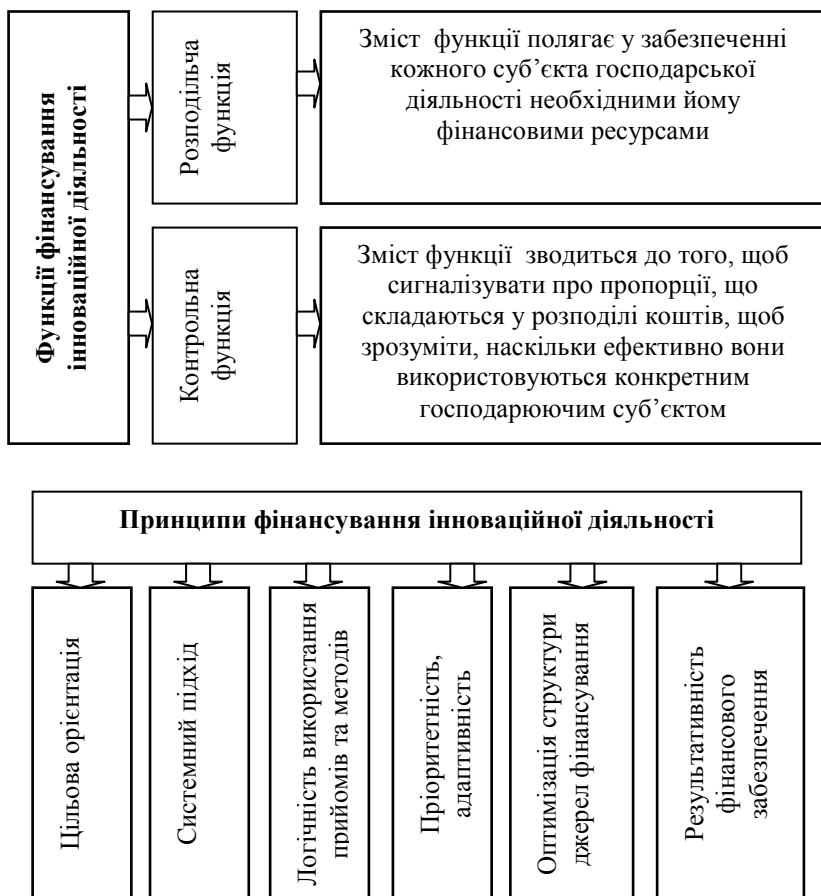 Функції фінансування
інноваційної діяльності
Розподільча
функція
Зміст функції полягає у забезпеченні
кожного суб’єкта господарської
діяльності необхідними йому
фінансовими ресурсами
Контрольна
функція
Зміст функції зводиться до того, щоб
сигналізувати про пропорції, що
складаються у розподілі коштів, щоб
зрозуміти, наскільки ефективно вони
використовуються конкретним
господарюючим суб’єктом
Принципи фінансування інноваційної діяльності
Цільова орієнтація
Системний підхід
Логічність використання
прийомів та методів
Пріоритетність,
адаптивність
Оптимізація структури
джерел фінансування
Результативність
фінансового
забезпечення